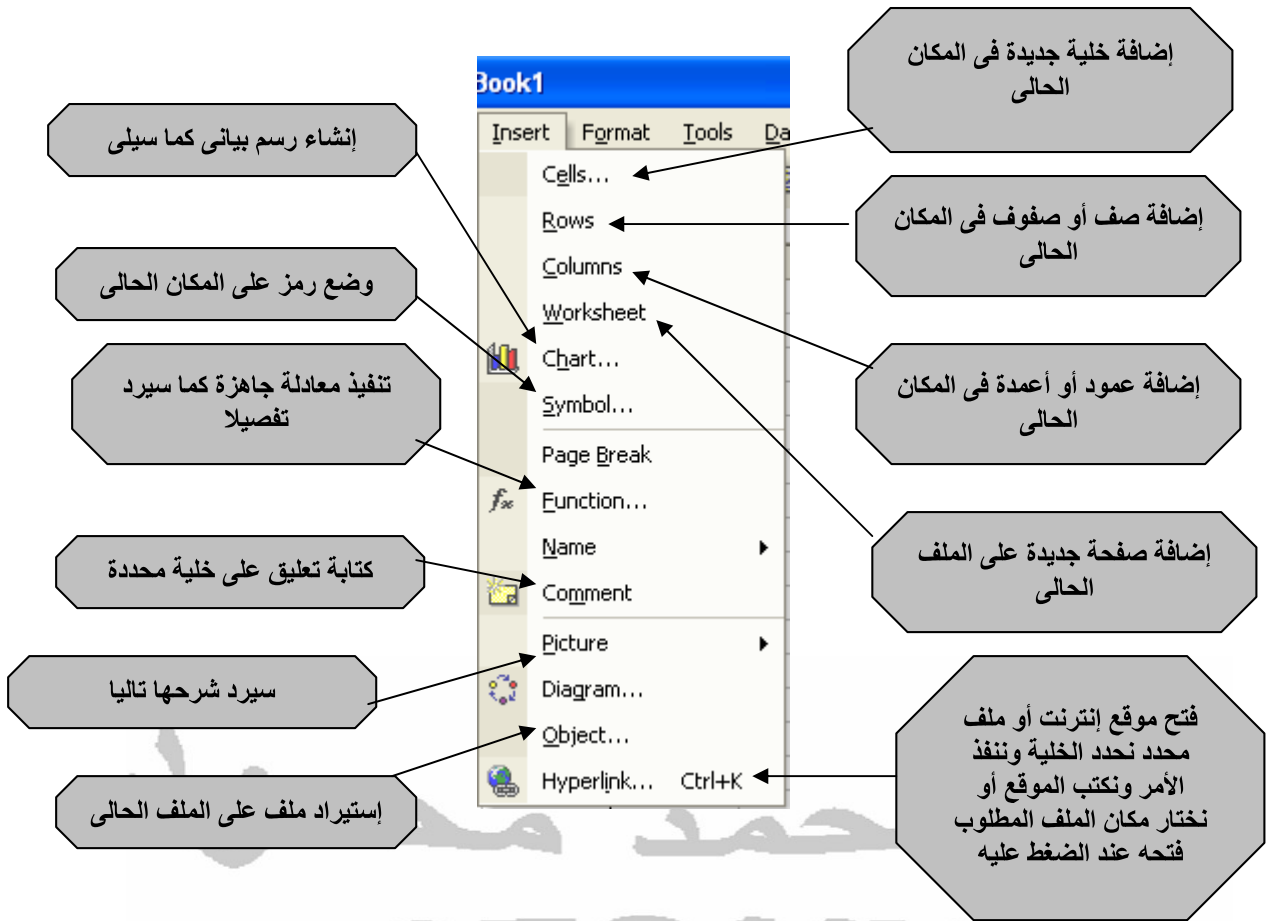 Book1
Insert Format Tools Da
Cells...
Rows
Columns
Worksheet
Chart...
Symbol...
Page Break
Function...
Name
Comment
Picture
Diagram...
Object...
Hyperlink... Ctrl+K
إضافة خلية جديدة فى المكان
الحالى
إضافة صف أو صفوف فى المكان
الحالى
إضافة عمود أو أعمدة فى المكان
الحالى
إضافة صفحة جديدة على الملف
الحالى
فتح موقع إنترنت أو ملف
محدد نحدد الخلية وننفذ
الأمر ونكتب الموقع أو
نختار مكان الملف المطلوب
فتحه عند الضغط عليه
إنشاء رسم بيانى كما سيلى
وضع رمز على المكان الحالى
تنفيذ معادلة جاهزة كما سيرد
تفصيلا
كتابة تعليق على خلية محددة
سيرد شرحها تاليا
إستيراد ملف على الملف الحالى